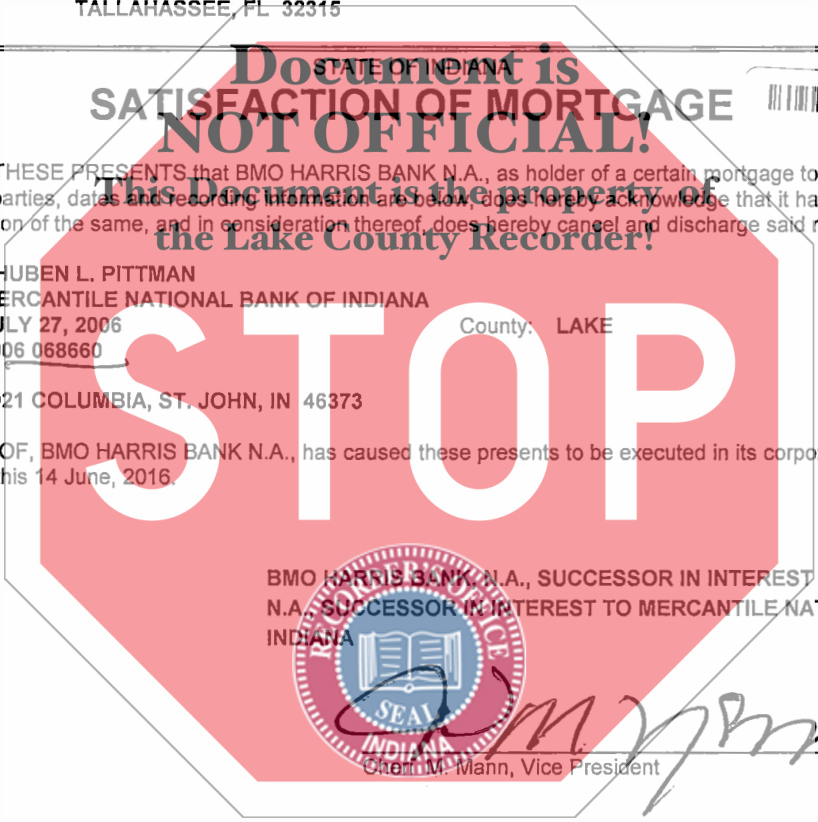 TALLAHASSEE, FL 32315
Document is
STATE OF INDIANA
SATISFACTION OF MORTGAGE
NOT OFFICIAL!
THESE PRESENTS that BMO HARRIS BANK N.A., as holder of a certain mortgage to
This Document is the property of
arties, dates and recording information are below, does hereby acknowledge that it ha
on of the same, and in consideration thereof, does hereby cancel and discharge said
the Lake County Recorder!
HUBEN L. PITTMAN
ERCANTILE NATIONAL BANK OF INDIANA
LY 27, 2006 County: LAKE
06 068660
STOP
21 COLUMBIA, ST. JOHN, IN 46373
OF, BMO HARRIS BANK N.A., has caused these presents to be executed in its corpo
his 14 June, 2016.
BMO HARRIS BANK, N.A., SUCCESSOR IN INTEREST
N.A., SUCCESSOR IN INTEREST TO MERCANTILE NA
INDIANA
RECORDER'S OFFICE
SEAL
INDIANA
Cheri M. Mann, Vice President